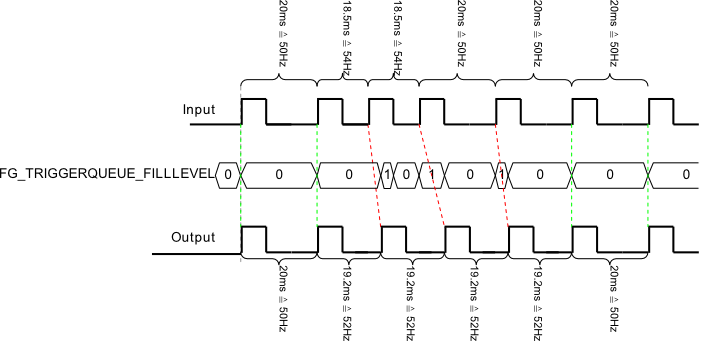 20ms ≙ 50Hz
18.5ms ≙ 54Hz
18.5ms ≙ 54Hz
20ms ≙ 50Hz
20ms ≙ 50Hz
20ms ≙ 50Hz
Input
FG_TRIGGERQUEUE_FILLLEVEL 0 0 0 1 0 1 0 1 0 0 0
Output
20ms ≙ 50Hz
19.2ms ≙ 52Hz
19.2ms ≙ 52Hz
19.2ms ≙ 52Hz
19.2ms ≙ 52Hz
20ms ≙ 50Hz